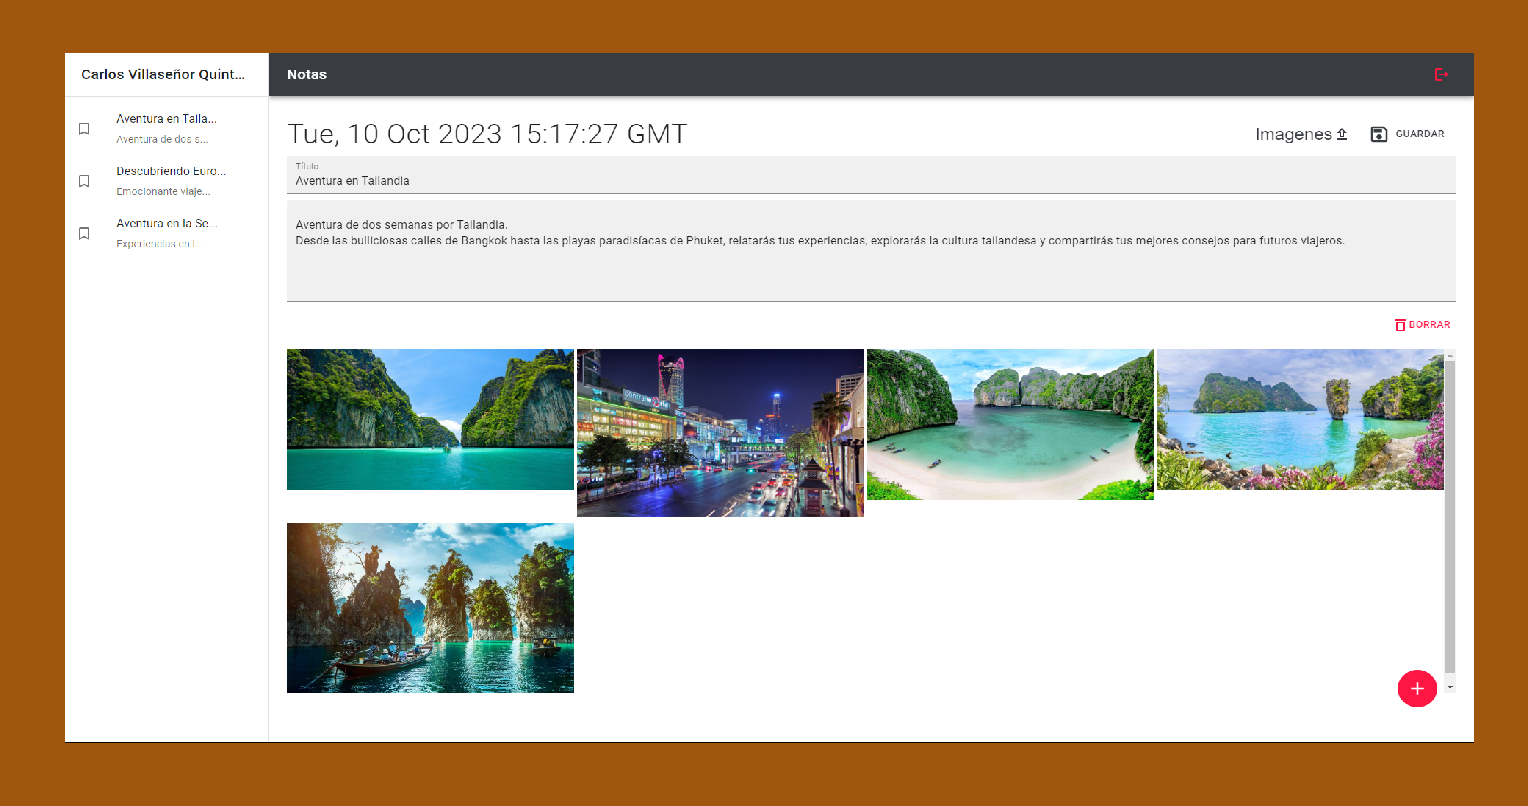 Carlos Villaseñor Quint...
Notas
Aventura en Taila...
Aventura de dos s...
Descubriendo Euro...
Emocionante viaje...
Aventura en la Se...
Experiencias en l...
Tue, 10 Oct 2023 15:17:27 GMT
Imagenes
GUARDAR
Título
Aventura en Tailandia
Aventura de dos semanas por Tailandia.
Desde las bulliciosas calles de Bangkok hasta las playas paradisíacas de Phuket, relatarás tus experiencias, explorarás la cultura tailandesa y compartirás tus mejores consejos para futuros viajeros.
BORRAR